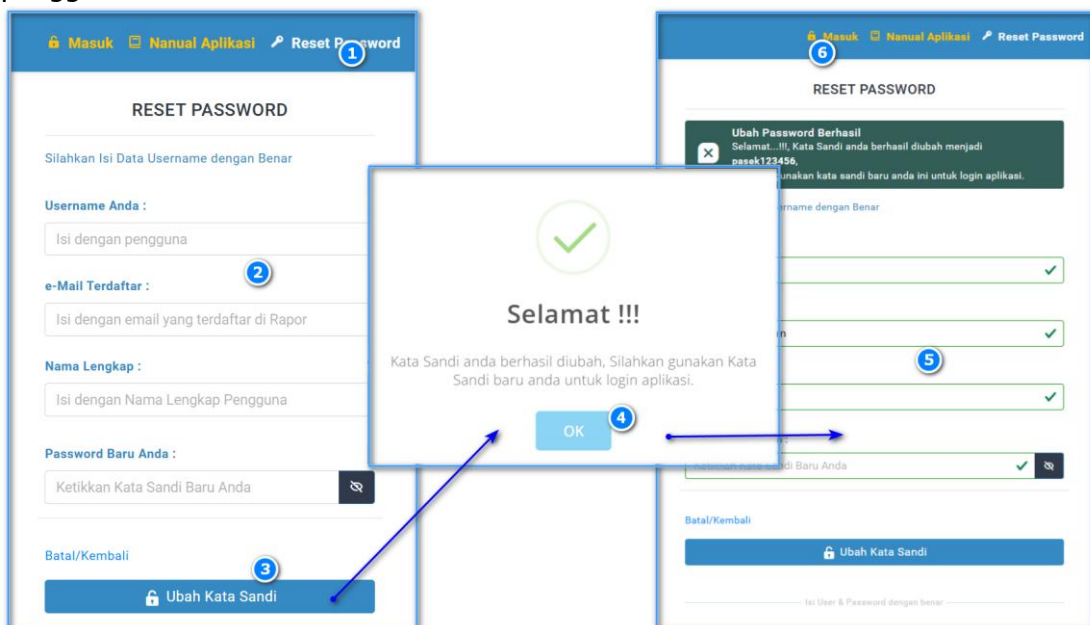 Masuk Nanual Aplikasi Reset Password
1
RESET PASSWORD
Silahkan Isi Data Username dengan Benar
Username Anda :
Isi dengan pengguna
2
e-Mail Terdaftar :
Isi dengan email yang terdaftar di Rapor
Nama Lengkap :
Isi dengan Nama Lengkap Pengguna
Password Baru Anda :
Ketikkan Kata Sandi Baru Anda
Batal/Kembali
3
Ubah Kata Sandi
Selamat !!!
Kata Sandi anda berhasil diubah, Silahkan gunakan Kata
Sandi baru anda untuk login aplikasi.
OK
4
Masuk Nanual Aplikasi Reset Password
6
RESET PASSWORD
Ubah Password Berhasil
Selamat...!!!, Kata Sandi anda berhasil diubah menjadi
pasek123456,
kata sandi baru anda ini untuk login aplikasi.
dengan Benar
5
Sandi Baru Anda
Batal/Kembali
Ubah Kata Sandi
Isi User & Password dengan benar